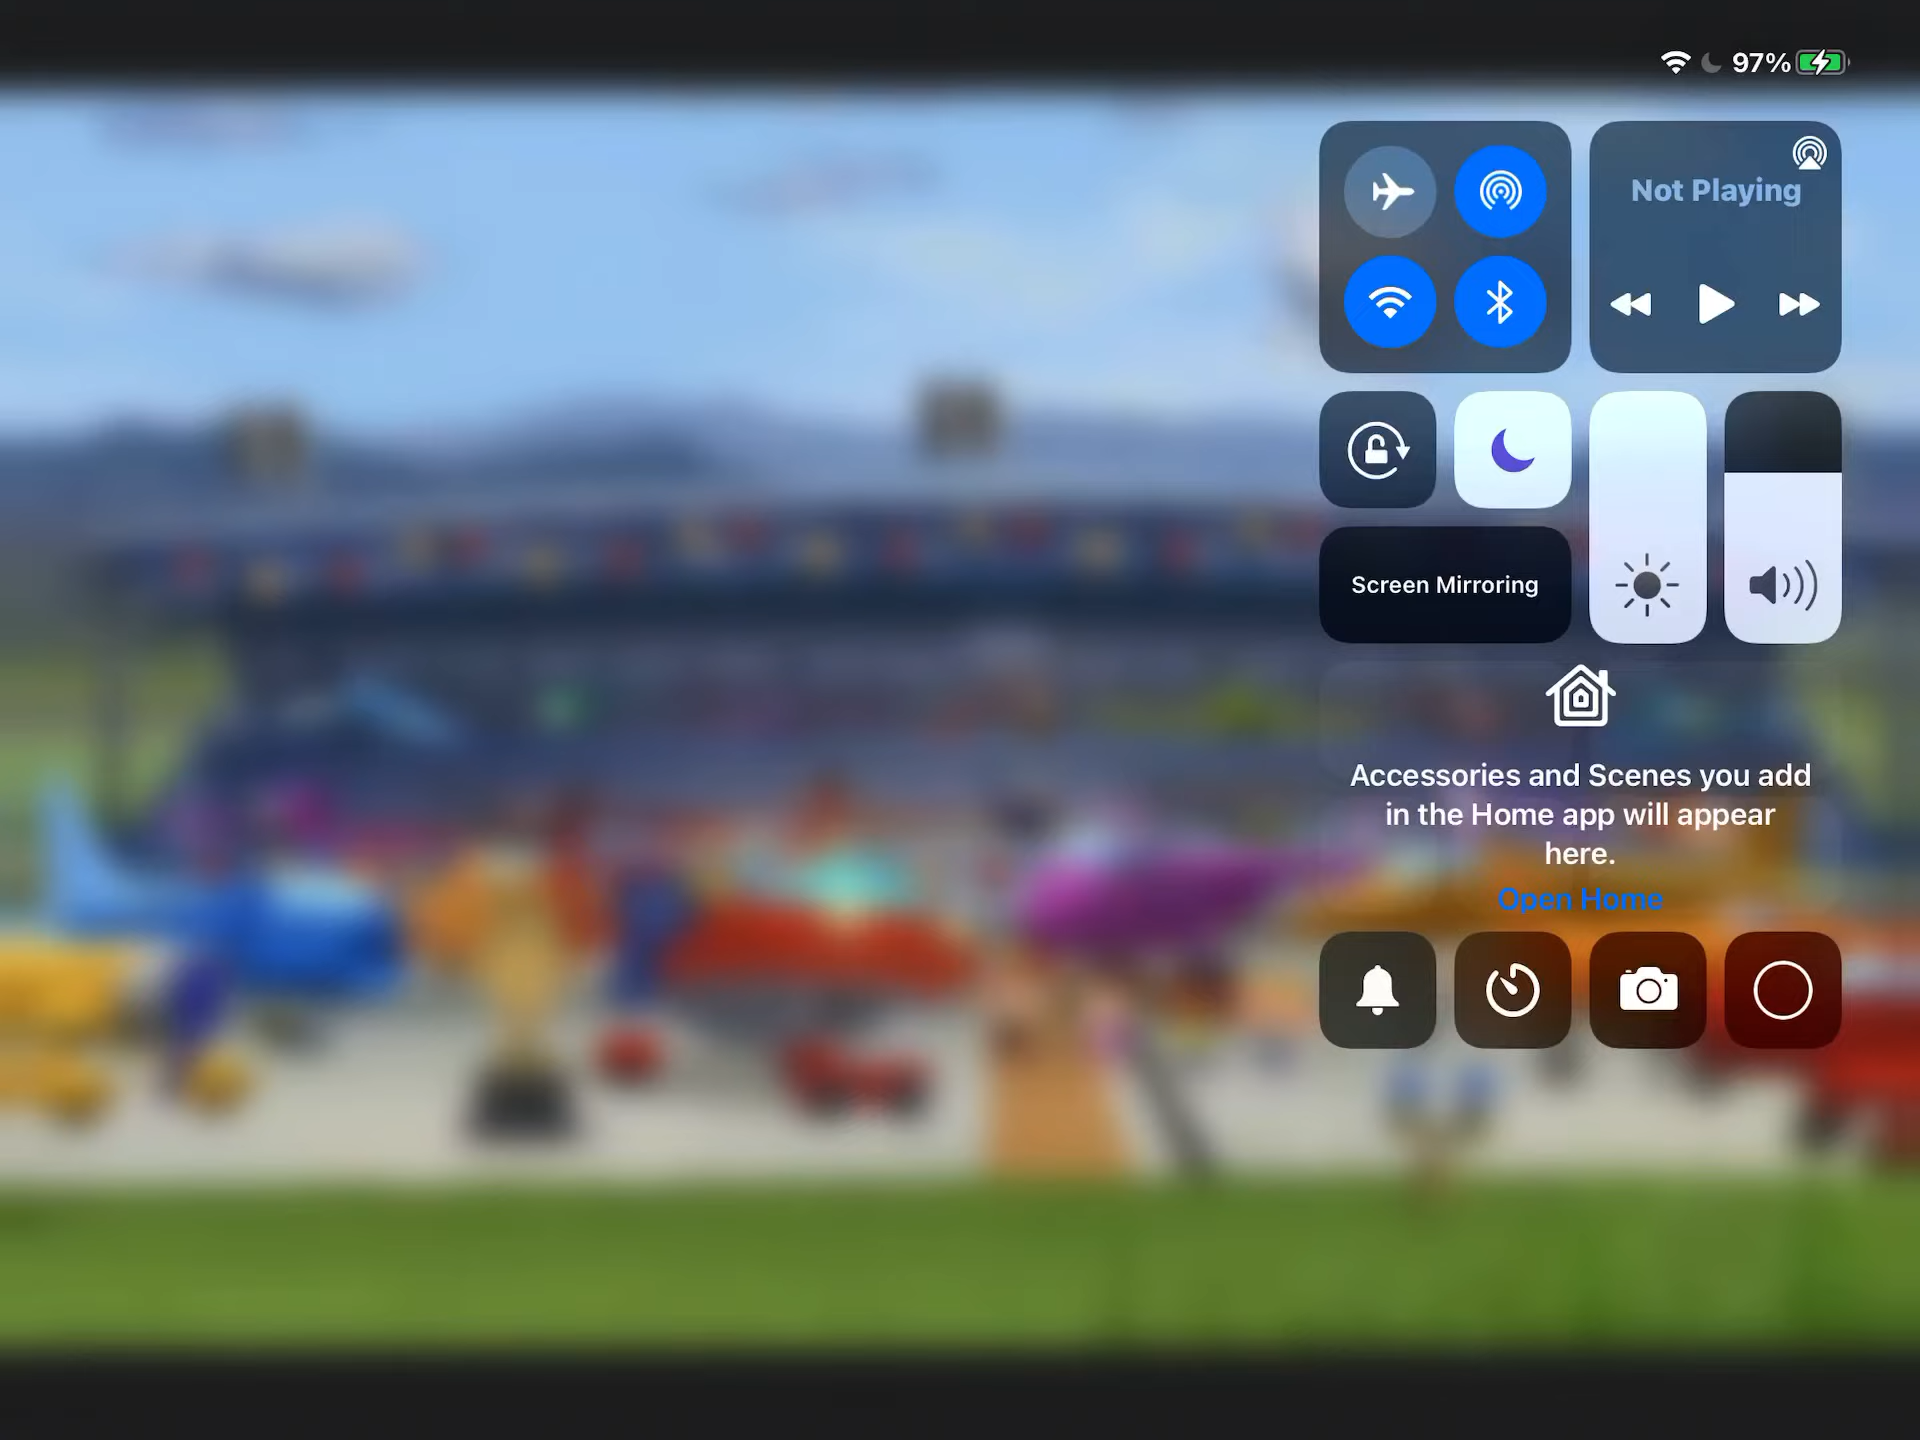 97%
Not Playing
Screen Mirroring
Accessories and Scenes you add
in the Home app will appear
here.
Open Home